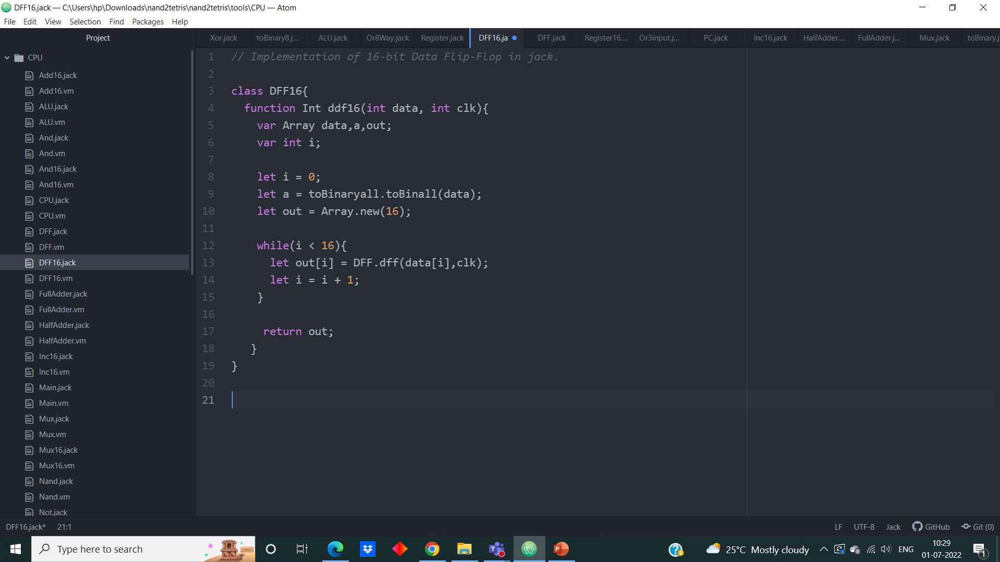 DFF16.jack — C:\Users\hp\Downloads\nand2tetris\nand2tetris\tools\CPU — Atom
File Edit View Selection Find Packages Help
Project
Xor.jack toBinary8.j... ALU.jack Or8Way.jack Register.jack DFF16.ja DFF.jack Register16.... Or3input.j... PC.jack Inc16.jack HalfAdder.... FullAdder.j... Mux.jack toBinary.j
CPU
Add16.jack
Add16.vm
ALU.jack
ALU.vm
And.jack
And.vm
And16.jack
And16.vm
CPU.jack
CPU.vm
DFF.jack
DFF.vm
DFF16.jack
DFF16.vm
FullAdder.jack
FullAdder.vm
HalfAdder.jack
HalfAdder.vm
Inc16.jack
Inc16.vm
Main.jack
Main.vm
Mux.jack
Mux.vm
Mux16.jack
Mux16.vm
Nand.jack
Nand.vm
Not.jack
1 // Implementation of 16-bit Data Flip-Flop in jack.
2
3 class DFF16{
4 function Int ddf16(int data, int clk){
5 var Array data,a,out;
6 var int i;
7
8 let i = 0;
9 let a = toBinaryall.toBinall(data);
10 let out = Array.new(16);
11
12 while(i < 16){
13 let out[i] = DFF.dff(data[i],clk);
14 let i = i + 1;
15 }
16
17 return out;
18 }
19 }
20
21
DFF16.jack* 21:1 LF UTF-8 Jack GitHub Git (0)
Type here to search
25°C Mostly cloudy ENG
10:29
01-07-2022
1